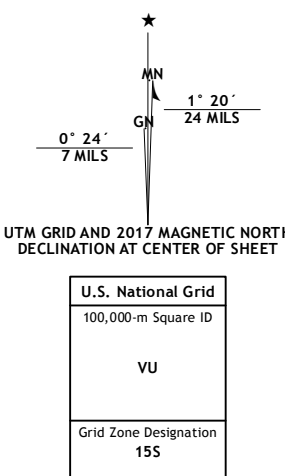 ★
MN
1° 20´
24 MILS
GN
0° 24´
7 MILS
UTM GRID AND 2017 MAGNETIC NORTH
DECLINATION AT CENTER OF SHEET
U.S. National Grid
100,000-m Square ID
VU
Grid Zone Designation
15S